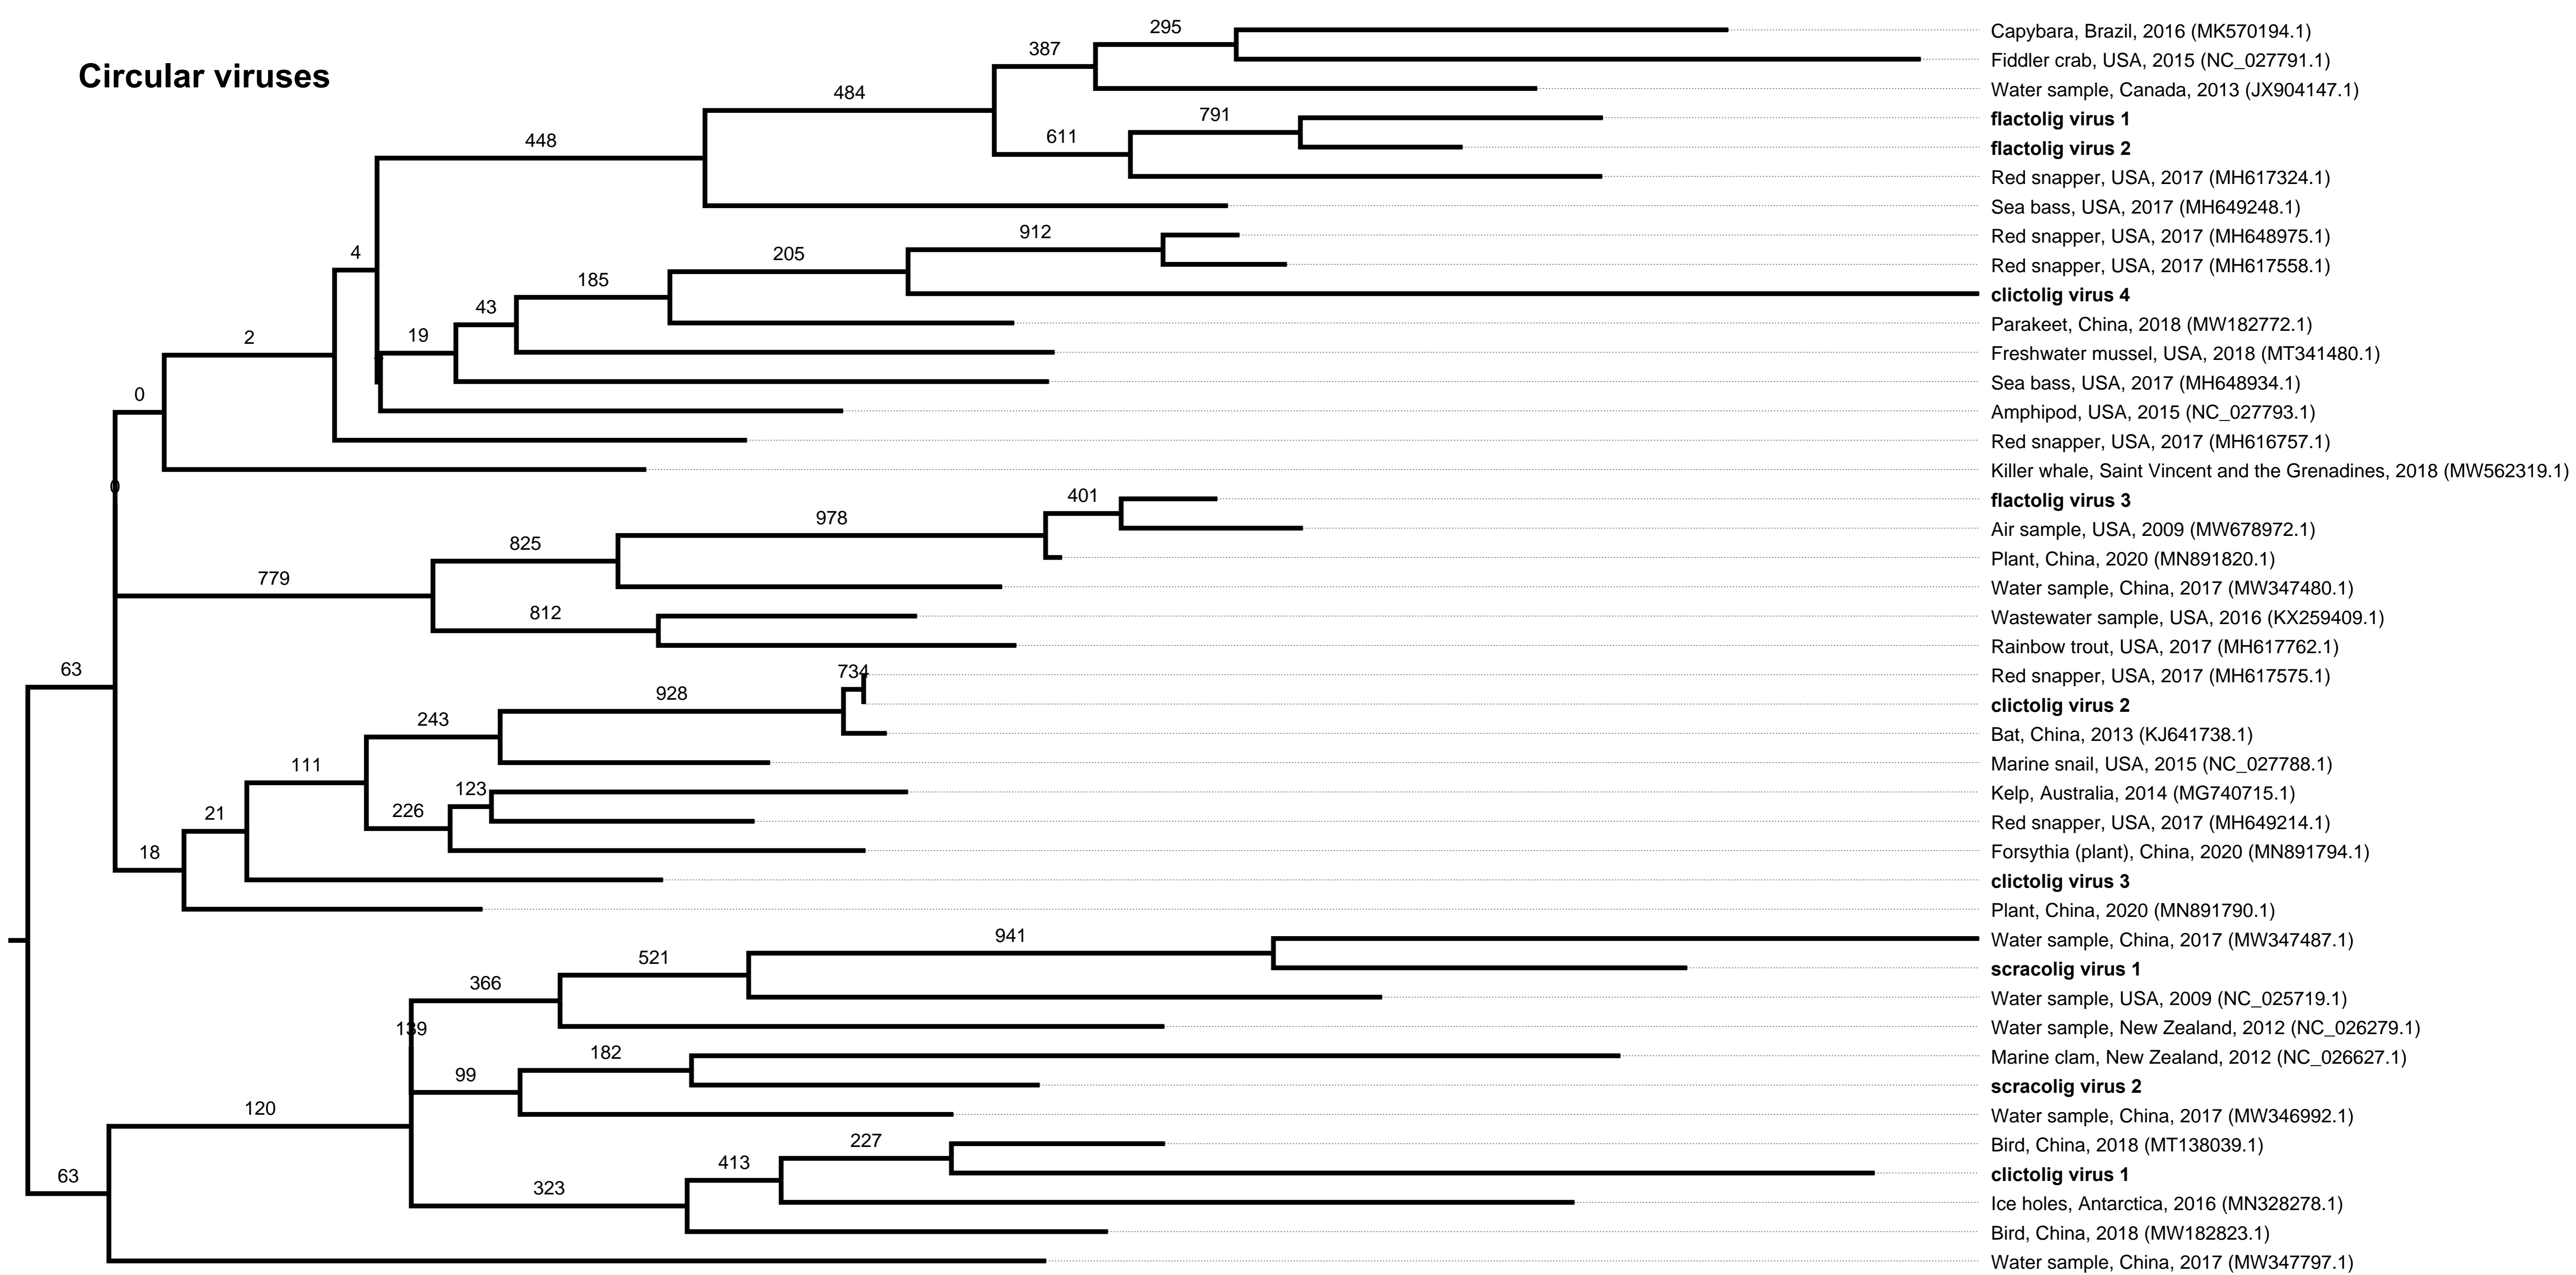 Circular viruses
295
Capybara, Brazil, 2016 (MK570194.1)
387
Fiddler crab, USA, 2015 (NC_027791.1)
484
Water sample, Canada, 2013 (JX904147.1)
791
flactolig virus 1
448
611
flactolig virus 2
Red snapper, USA, 2017 (MH617324.1)
Sea bass, USA, 2017 (MH649248.1)
4
205
912
Red snapper, USA, 2017 (MH648975.1)
Red snapper, USA, 2017 (MH617558.1)
185
clictolig virus 4
43
Parakeet, China, 2018 (MW182772.1)
2
19
Freshwater mussel, USA, 2018 (MT341480.1)
Sea bass, USA, 2017 (MH648934.1)
0
Amphipod, USA, 2015 (NC_027793.1)
Red snapper, USA, 2017 (MH616757.1)
Killer whale, Saint Vincent and the Grenadines, 2018 (MW562319.1)
0
401
flactolig virus 3
978
Air sample, USA, 2009 (MW678972.1)
825
Plant, China, 2020 (MN891820.1)
779
Water sample, China, 2017 (MW347480.1)
812
Wastewater sample, USA, 2016 (KX259409.1)
Rainbow trout, USA, 2017 (MH617762.1)
63
734
Red snapper, USA, 2017 (MH617575.1)
928
clictolig virus 2
243
Bat, China, 2013 (KJ641738.1)
111
Marine snail, USA, 2015 (NC_027788.1)
123
Kelp, Australia, 2014 (MG740715.1)
21
226
Red snapper, USA, 2017 (MH649214.1)
18
Forsythia (plant), China, 2020 (MN891794.1)
clictolig virus 3
Plant, China, 2020 (MN891790.1)
941
Water sample, China, 2017 (MW347487.1)
521
scracolig virus 1
366
Water sample, USA, 2009 (NC_025719.1)
139
Water sample, New Zealand, 2012 (NC_026279.1)
182
Marine clam, New Zealand, 2012 (NC_026627.1)
99
scracolig virus 2
120
Water sample, China, 2017 (MW346992.1)
227
Bird, China, 2018 (MT138039.1)
63
413
clictolig virus 1
323
Ice holes, Antarctica, 2016 (MN328278.1)
Bird, China, 2018 (MW182823.1)
Water sample, China, 2017 (MW347797.1)